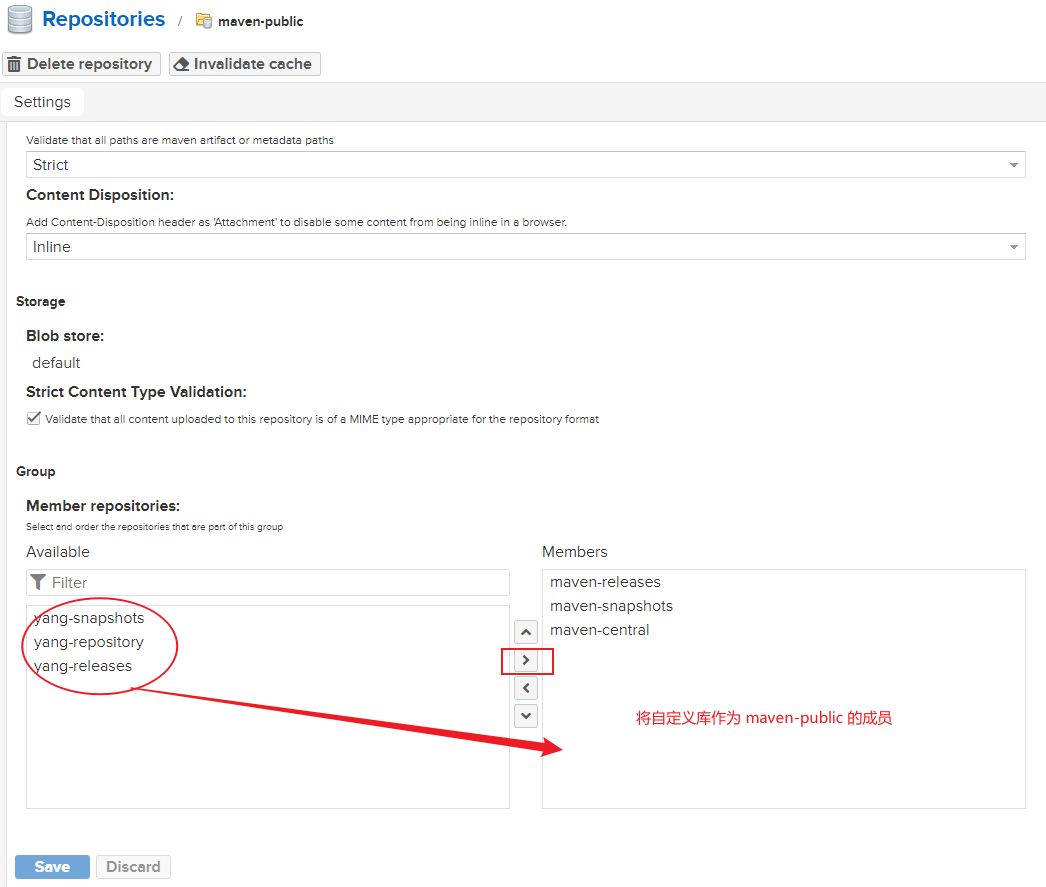 Repositories / maven-public
Delete repository Invalidate cache
Settings
Validate that all paths are maven artifact or metadata paths
Strict
Content Disposition:
Add Content-Disposition header as 'Attachment' to disable some content from being inline in a browser.
Inline
Storage
Blob store:
default
Strict Content Type Validation:
Validate that all content uploaded to this repository is of a MIME type appropriate for the repository format
Group
Member repositories:
Select and order the repositories that are part of this group
Available
Filter
yang-snapshots
yang-repository
yang-releases
Members
maven-releases
maven-snapshots
maven-central
将自定义库作为 maven-public 的成员
Save Discard